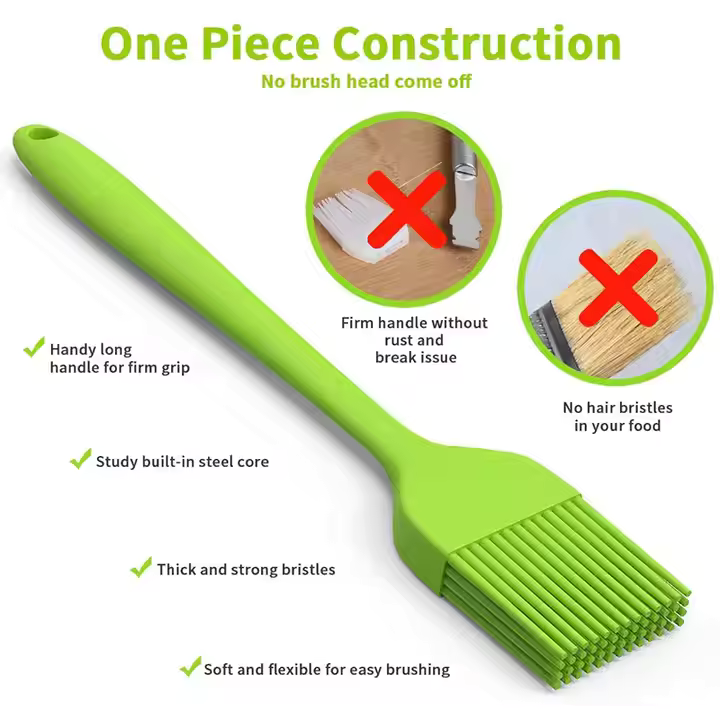 One Piece Construction
No brush head come off
Firm handle without
rust and
break issue
Handy long
handle for firm grip
No hair bristles
in your food
Study built-in steel core
Thick and strong bristles
Soft and flexible for easy brushing